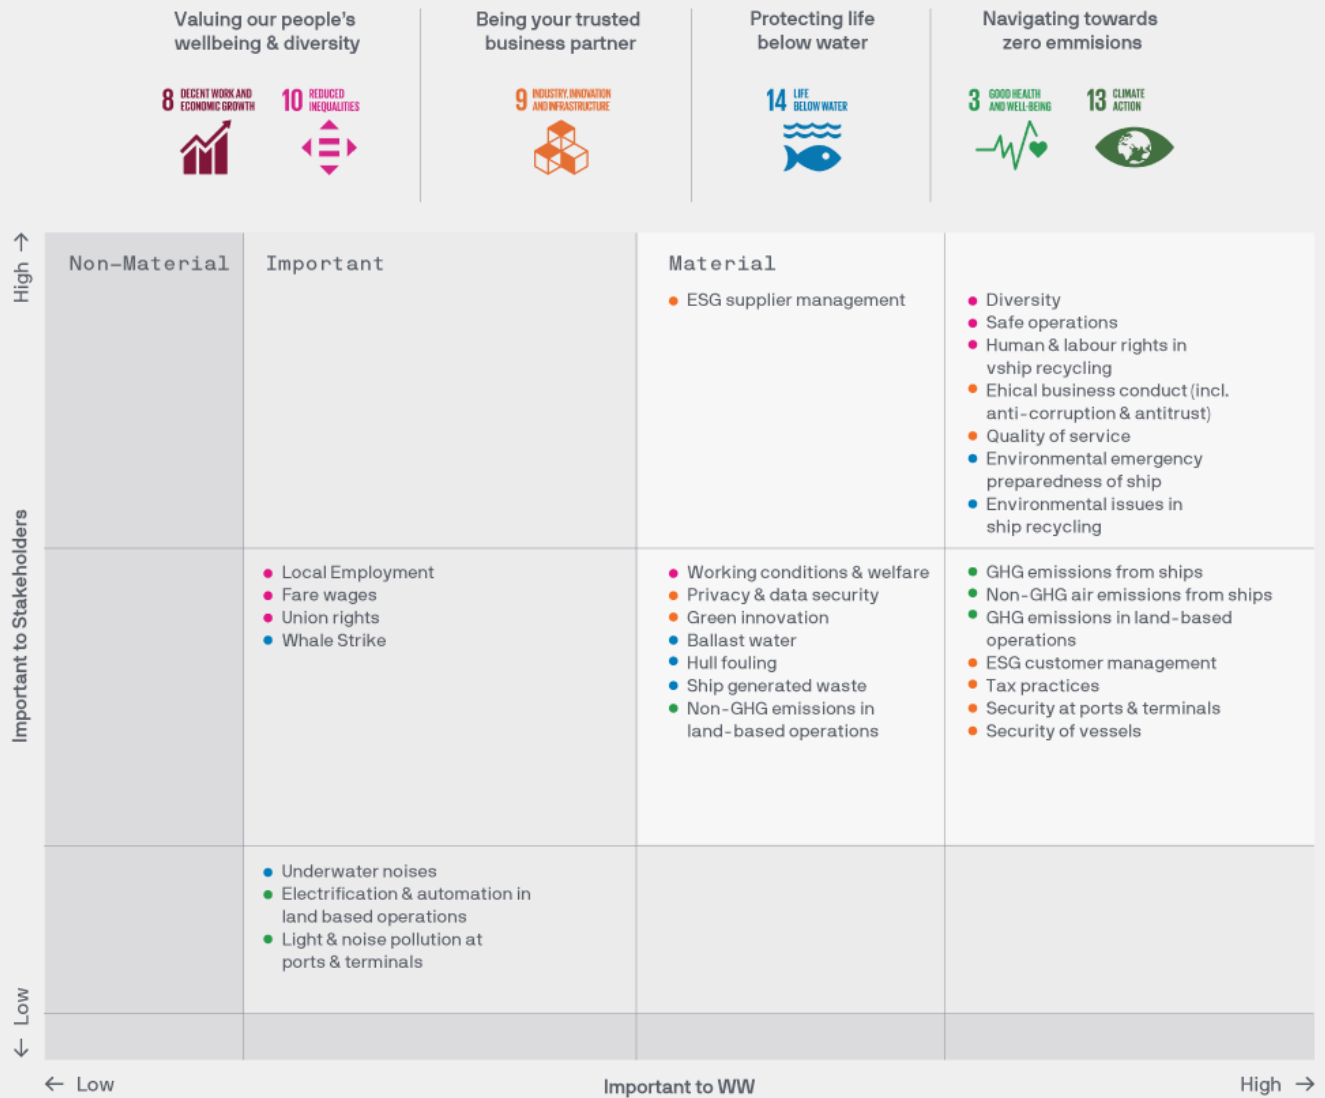 Valuing our people's
wellbeing & diversity
Being your trusted
business partner
Protecting life
below water
Navigating towards
zero emmisions
8 DECENT WORK AND
ECONOMIC GROWTH
10 REDUCED
INEQUALITIES
9 INDUSTRY, INNOVATION
AND INFRASTRUCTURE
14 LIFE
BELOW WATER
3 GOOD HEALTH
AND WELL-BEING
13 CLIMATE
ACTION
High →
Important to Stakeholders
← Low
Non-Material
Important
Material
• ESG supplier management
• Diversity
• Safe operations
• Human & labour rights in
vship recycling
• Ehical business conduct (incl.
anti-corruption & antitrust)
• Quality of service
• Environmental emergency
preparedness of ship
• Environmental issues in
ship recycling
• Local Employment
• Fare wages
• Union rights
• Whale Strike
• Working conditions & welfare
• Privacy & data security
• Green innovation
• Ballast water
• Hull fouling
• Ship generated waste
• Non-GHG emissions in
land-based operations
• GHG emissions from ships
• Non-GHG air emissions from ships
• GHG emissions in land-based
operations
• ESG customer management
• Tax practices
• Security at ports & terminals
• Security of vessels
• Underwater noises
• Electrification & automation in
land based operations
• Light & noise pollution at
ports & terminals
← Low
Important to WW
High →